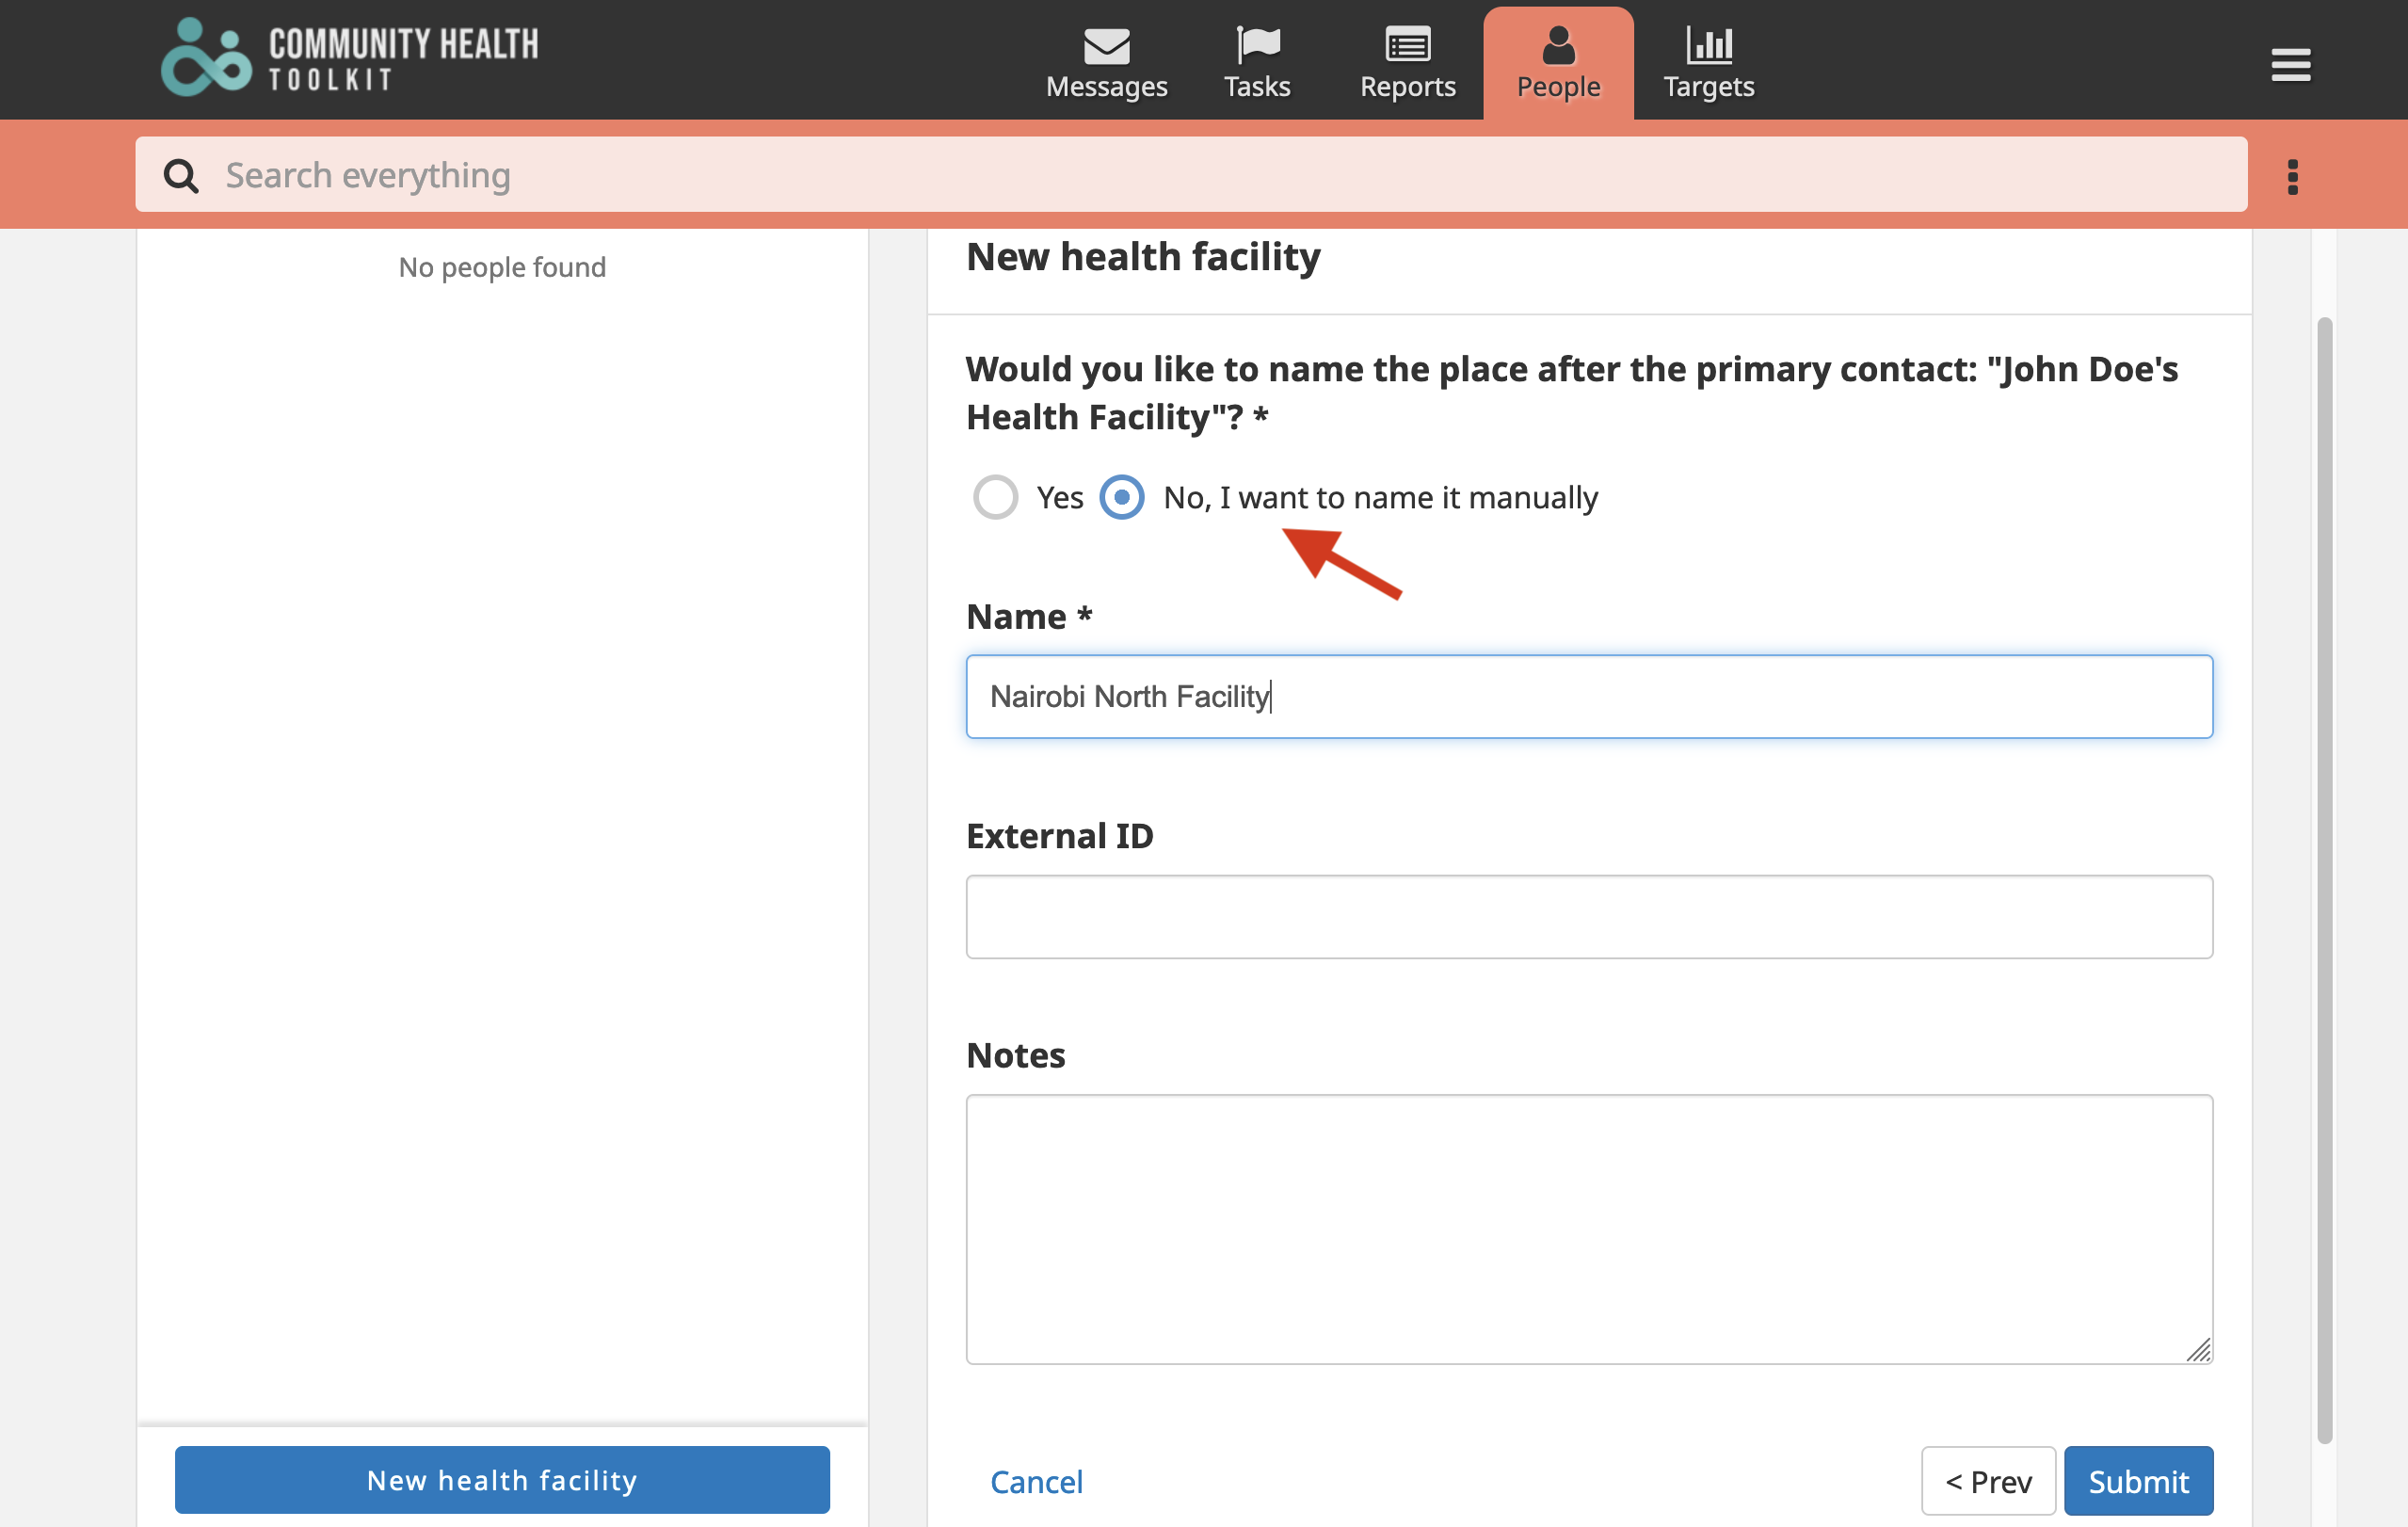 COMMUNITY HEALTH
TOOLKIT
Messages
Tasks
Reports
People
Targets
Search everything
No people found
New health facility
Would you like to name the place after the primary contact: "John Doe's
Health Facility"? *
Yes
No, I want to name it manually
Name *
Nairobi North Facility
External ID
Notes
New health facility
Cancel
< Prev
Submit